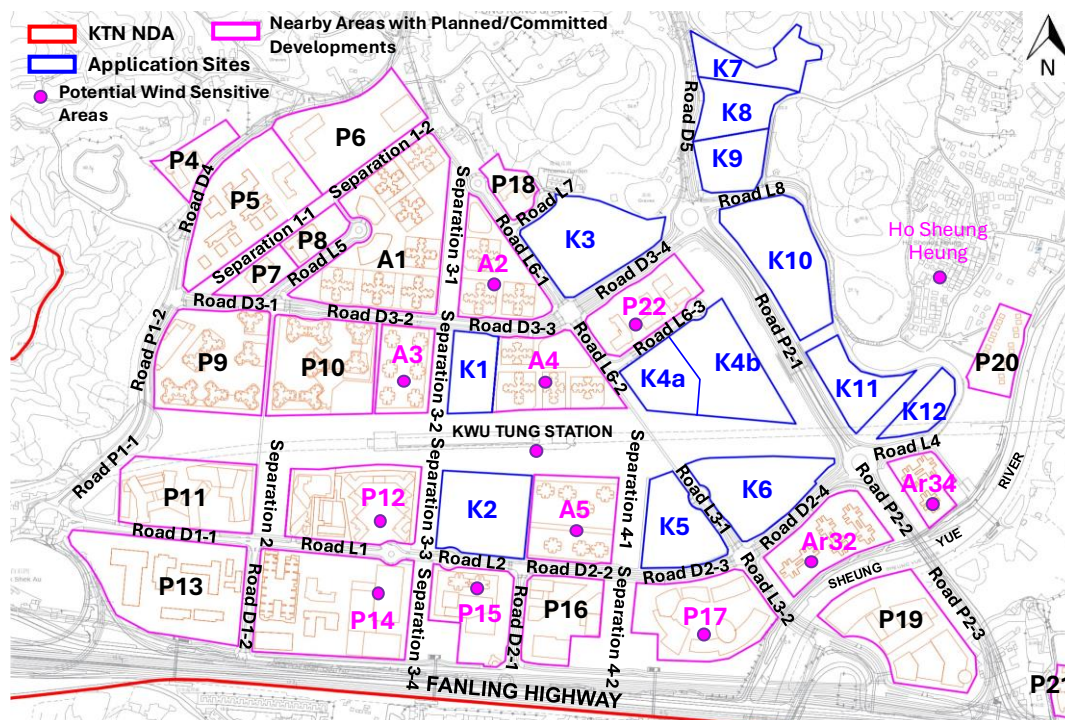 KTN NDA
Nearby Areas with Planned/Committed
Developments
Application Sites
Potential Wind Sensitive
Areas
N
K7
K8
K9
Road D5
Road L8
P4
P5
P6
Road D4
Separation 1-1
Separation 1-2
P7
P8
Road L5
A1
Separation 3-1
P18
Road L7
A2
Road L6-1
K3
Road D3-4
K10
Ho Sheung
Heung
Road P1-2
Road D3-1
Road D3-2
Road D3-3
P22
Road L6-3
Road P2-1
P9
P10
A3
Separation 3-2
K1
A4
Road L6-2
K4a
K4b
K11
K12
P20
KWU TUNG STATION
Road P1-1
Separation 2
Separation 4-1
Road L4
P11
P12
K2
A5
K5
Road L3-1
K6
Road D2-4
Road P2-2
Ar34
RIVER
Road D1-1
Road L1
Separation 3-3
Road L2
Road D2-2
Road D2-3
Ar32
YUE
SHEUNG
P13
Road D1-2
P14
Separation 3-4
P15
Road D2-1
P16
Separation 4-2
P17
Road L3-2
P19
Road P2-3
FANLING HIGHWAY
P21